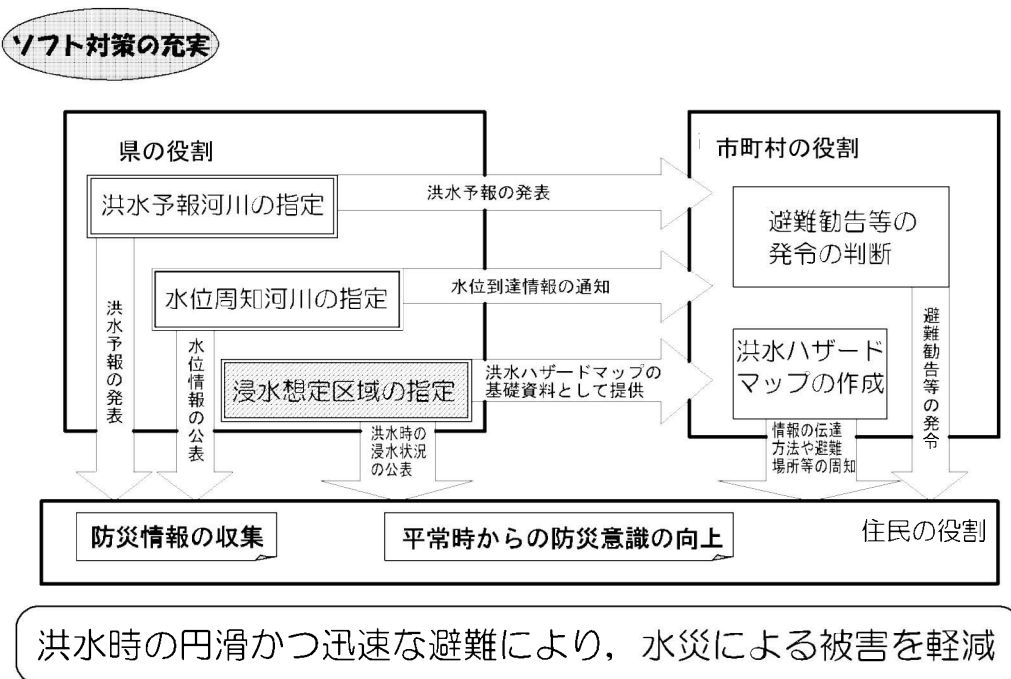 ソフト対策の充実
県の役割
洪水予報河川の指定
洪水予報の発表
水位周知河川の指定
水位到達情報の通知
浸水想定区域の指定
洪水ハザードマップの
基礎資料として提供
洪水予報の発表
水位情報の公表
洪水時の
浸水状況
の公表
市町村の役割
避難勧告等の
発令の判断
洪水ハザード
マップの作成
情報の伝達
方法や避難
場所等の周知
避難勧告等の発令
防災情報の収集
平常時からの防災意識の向上
住民の役割
洪水時の円滑かつ迅速な避難により，水災による被害を軽減